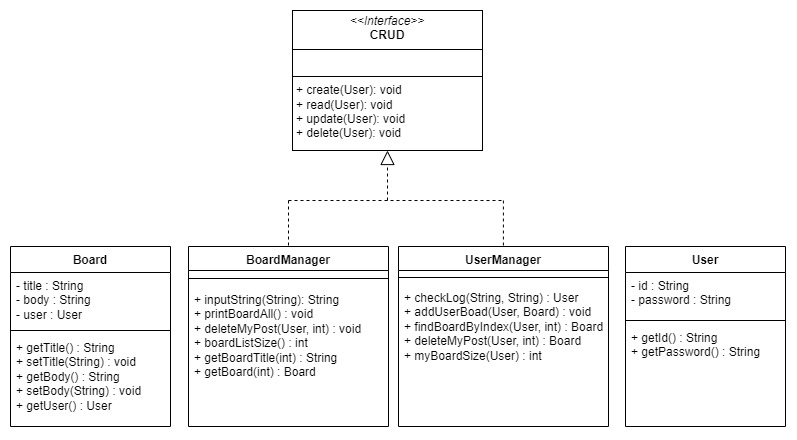 <<Interface>>
CRUD
+ create(User): void
+ read(User): void
+ update(User): void
+ delete(User): void
Board
- title : String
- body : String
- user : User
+ getTitle() : String
+ setTitle(String) : void
+ getBody() : String
+ setBody(String) : void
+ getUser() : User
BoardManager
+ inputString(String): String
+ printBoardAll() : void
+ deleteMyPost(User, int) : void
+ boardListSize() : int
+ getBoardTitle(int) : String
+ getBoard(int) : Board
UserManager
+ checkLog(String, String) : User
+ addUserBoad(User, Board) : void
+ findBoardByIndex(User, int) : Board
+ deleteMyPost(User, int) : Board
+ myBoardSize(User) : int
User
- id : String
- password : String
+ getId() : String
+ getPassword() : String